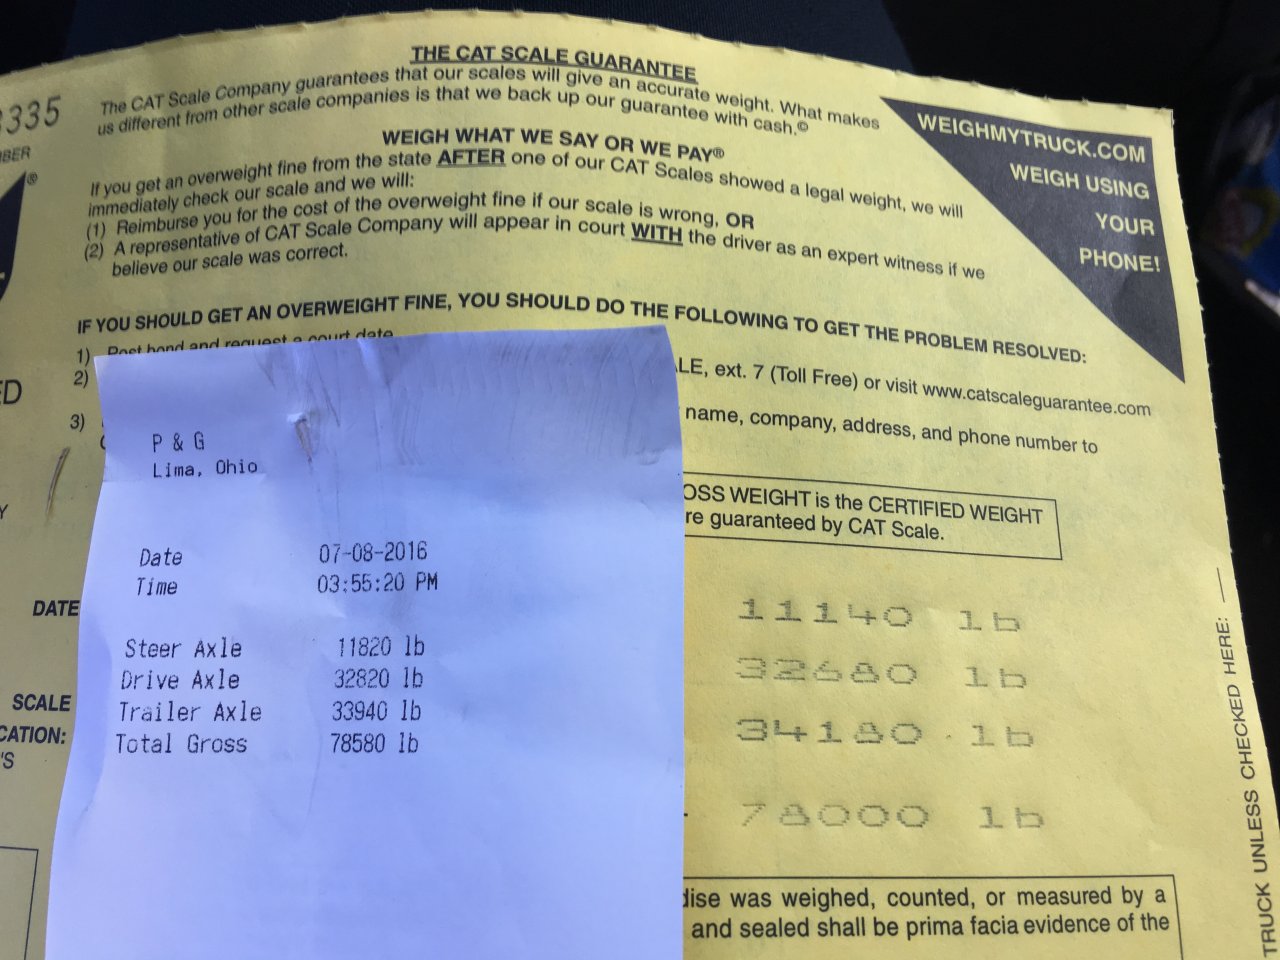 THE CAT SCALE GUARANTEE
The CAT Scale Company guarantees that our scales will give an accurate weight. What makes
us different from other scale companies is that we back up our guarantee with cash.©
WEIGH WHAT WE SAY OR WE PAY®
If you get an overweight fine from the state AFTER one of our CAT Scales showed a legal weight, we will
immediately check our scale and we will:
(1) Reimburse you for the cost of the overweight fine if our scale is wrong, OR
(2) A representative of CAT Scale Company will appear in court WITH the driver as an expert witness if we
believe our scale was correct.
IF YOU SHOULD GET AN OVERWEIGHT FINE, YOU SHOULD DO THE FOLLOWING TO GET THE PROBLEM RESOLVED:
1) Post bond and request a court date
2) LE, ext. 7 (Toll Free) or visit www.catscaleguarantee.com
3) name, company, address, and phone number to
OSS WEIGHT is the CERTIFIED WEIGHT
re guaranteed by CAT Scale.
11140 lb
32680 lb
34180 lb
78000 lb
dise was weighed, counted, or measured by a
and sealed shall be prima facia evidence of the
WEIGHMYTRUCK.COM
WEIGH USING
YOUR
PHONE!
TRUCK UNLESS CHECKED HERE:
335
BER
®
ED
Y
DATE
SCALE
CATION:
'S
P & G
Lima, Ohio
Date 07-08-2016
Time 03:55:20 PM
Steer Axle 11820 lb
Drive Axle 32820 lb
Trailer Axle 33940 lb
Total Gross 78580 lb